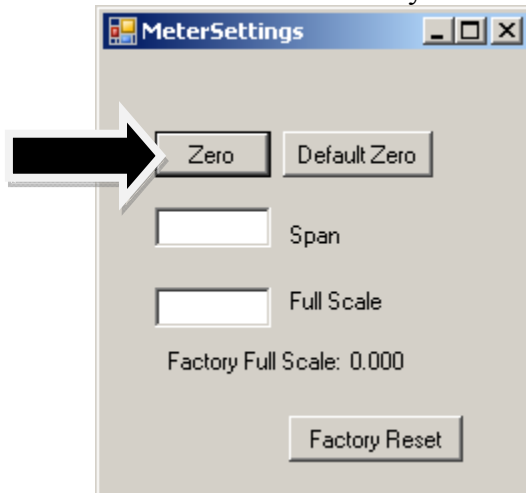 MeterSettings
Zero Default Zero
Span
Full Scale
Factory Full Scale: 0.000
Factory Reset